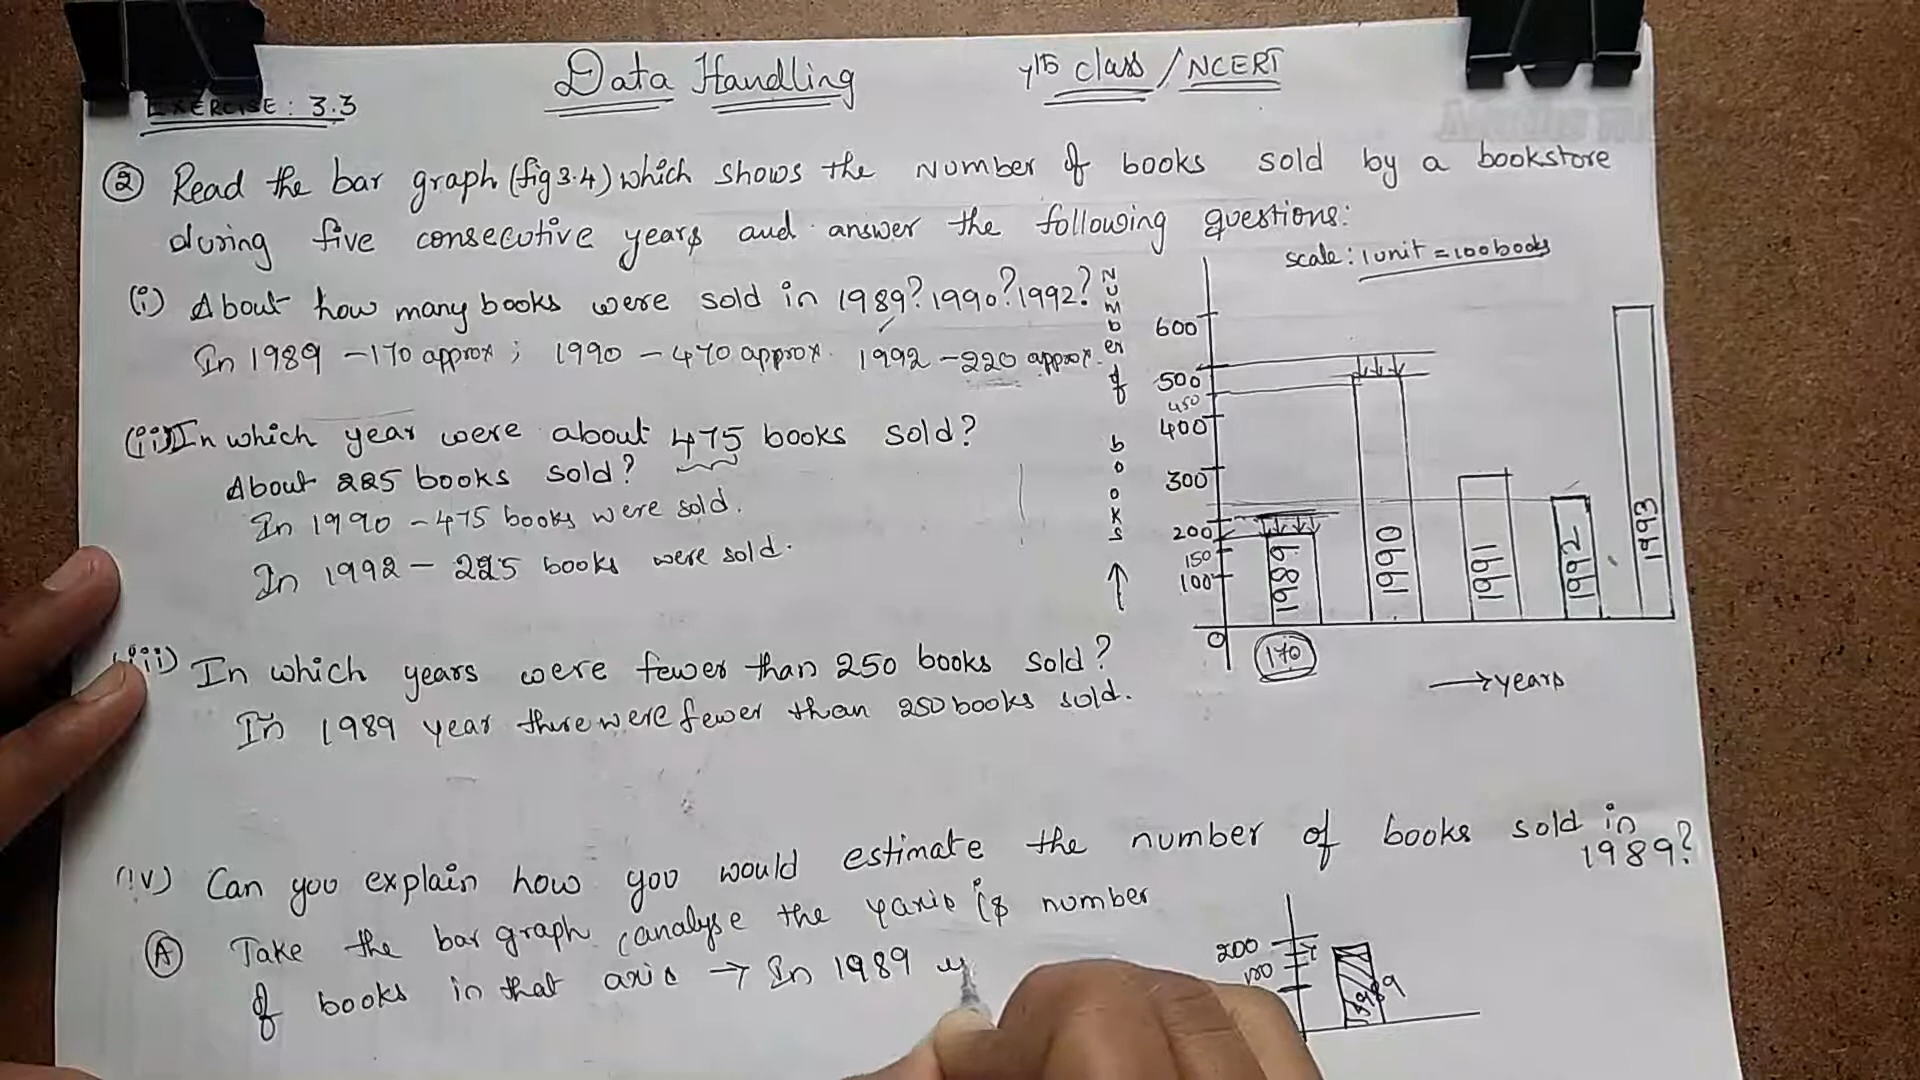 Data Handling
7th class / NCERT
EXERCISE: 3.3
② Read the bar graph (fig 3.4) which shows the Number of books sold by a bookstore
during five consecutive years and answer the following questions:
scale: 1 unit = 100 books
(i) About how many books were sold in 1989? 1990? 1992?
In 1989 - 170 approx ; 1990 - 470 approx. 1992 - 220 approx.
(ii) In which year were about 475 books sold?
About 225 books sold?
In 1990 - 475 books were sold.
In 1992 - 225 books were sold.
(iii) In which years were fewer than 250 books sold?
In 1989 year there were fewer than 250 books sold.
Number of books
600
500
450
400
300
200
150
100
0
1989
1990
1991
1992
1993
170
years
(iv) Can you explain how you would estimate the number of books sold in
1989?
Ⓐ Take the bar graph (analyse the yaxis is number
of books in that axis → In 1989
200
1989